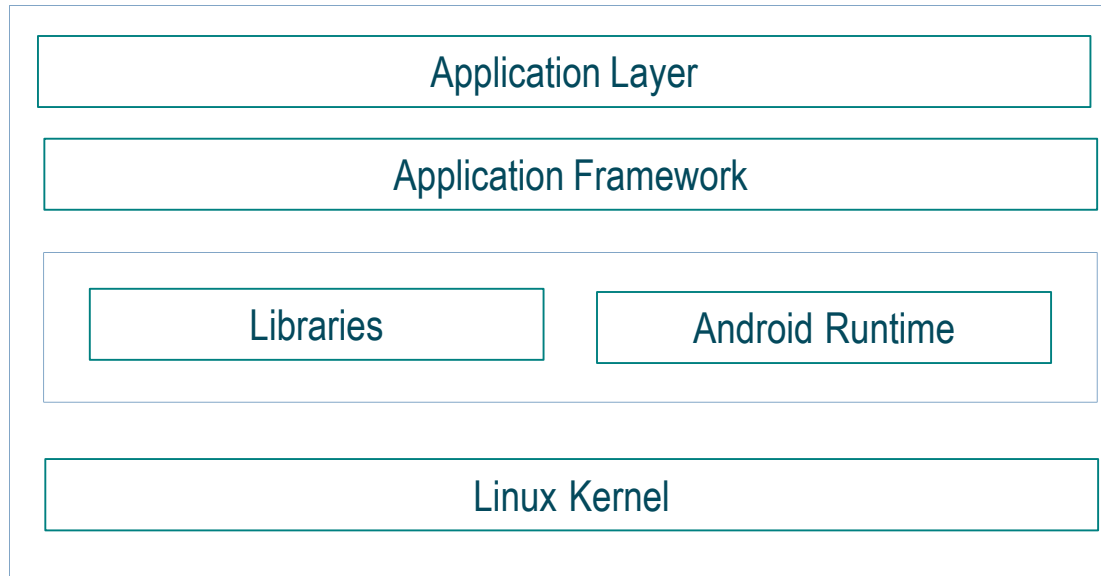 Application Layer
Application Framework
Libraries
Android Runtime
Linux Kernel